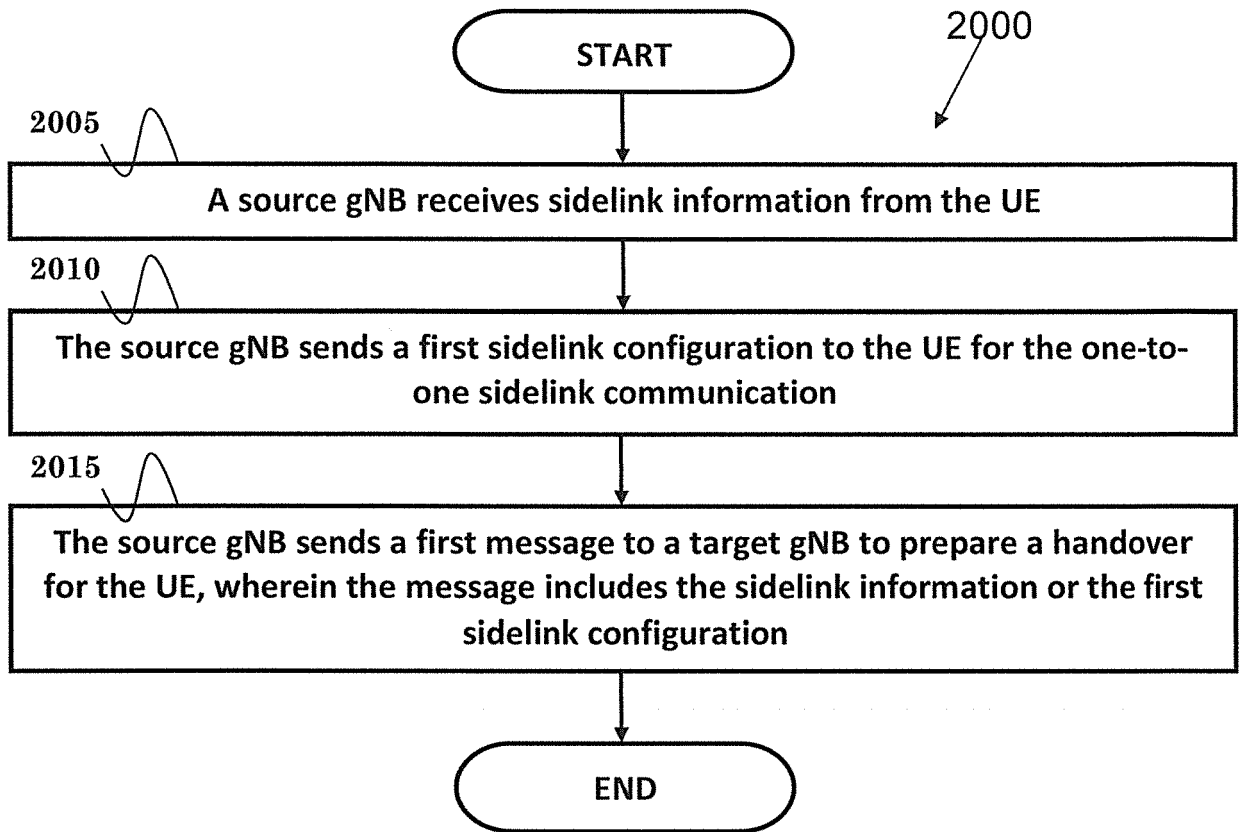 START
2000
2005
A source gNB receives sidelink information from the UE
2010
The source gNB sends a first sidelink configuration to the UE for the one-to-
one sidelink communication
2015
The source gNB sends a first message to a target gNB to prepare a handover
for the UE, wherein the message includes the sidelink information or the first
sidelink configuration
END